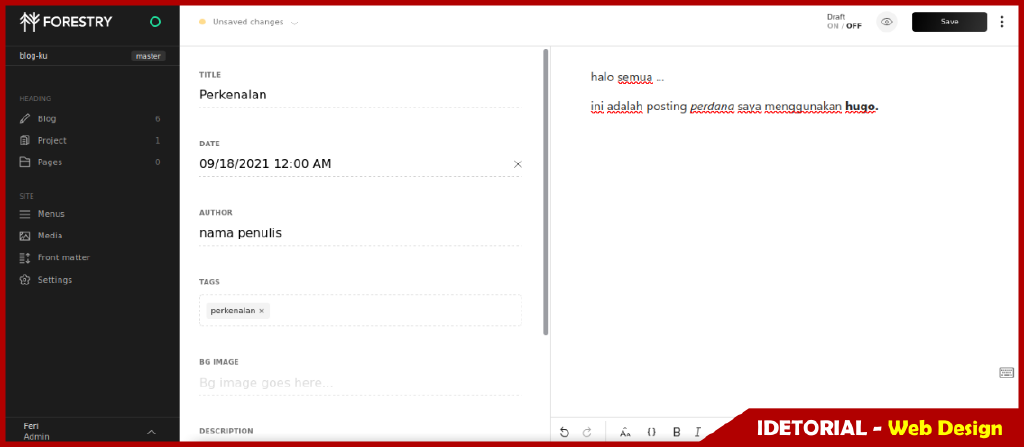 FORESTRY
Unsaved changes
Draft
ON / OFF
Save
blog-ku
master
HEADING
Blog 6
Project 1
Pages 0
SITE
Menus
Media
Front matter
Settings
Feri
Admin
TITLE
Perkenalan
DATE
09/18/2021 12:00 AM
AUTHOR
nama penulis
TAGS
perkenalan ×
BG IMAGE
Bg image goes here...
DESCRIPTION
halo semua ...
ini adalah posting perdana saya menggunakan hugo.
B I
IDETORIAL - Web Design